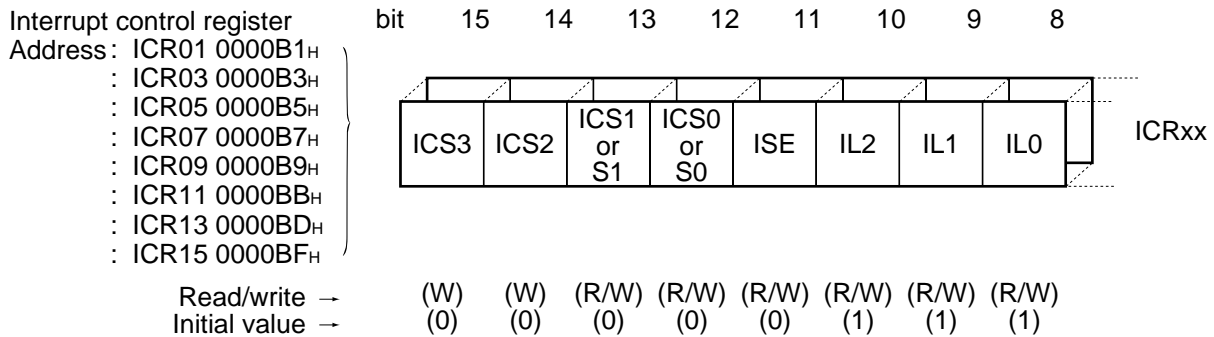 Interrupt control register bit 15 14 13 12 11 10 9 8
Address : ICR01 0000B1H
: ICR03 0000B3H
: ICR05 0000B5H
: ICR07 0000B7H
: ICR09 0000B9H
: ICR11 0000BBH
: ICR13 0000BDH
: ICR15 0000BFH
ICS3 ICS2 ICS1 or S1 ICS0 or S0 ISE IL2 IL1 IL0 ICRxx
Read/write → (W) (W) (R/W) (R/W) (R/W) (R/W) (R/W) (R/W)
Initial value → (0) (0) (0) (0) (0) (1) (1) (1)